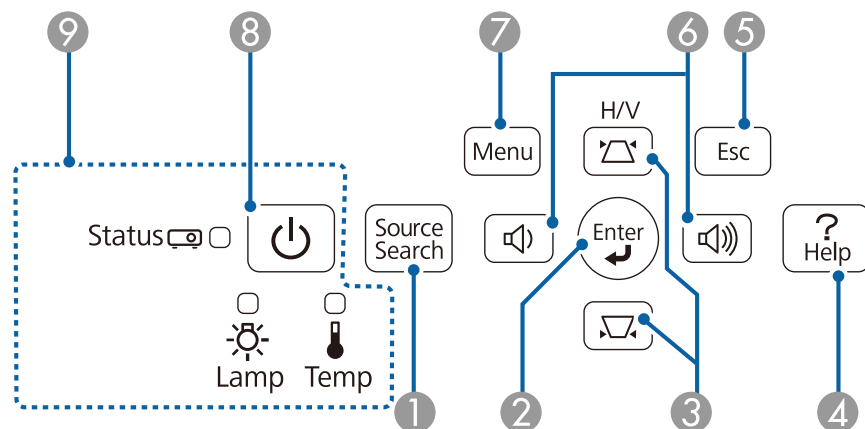 9
8
7
6
5
H/V
Menu
Esc
Status
Source
Search
Enter
?
Help
Lamp
Temp
1
2
3
4